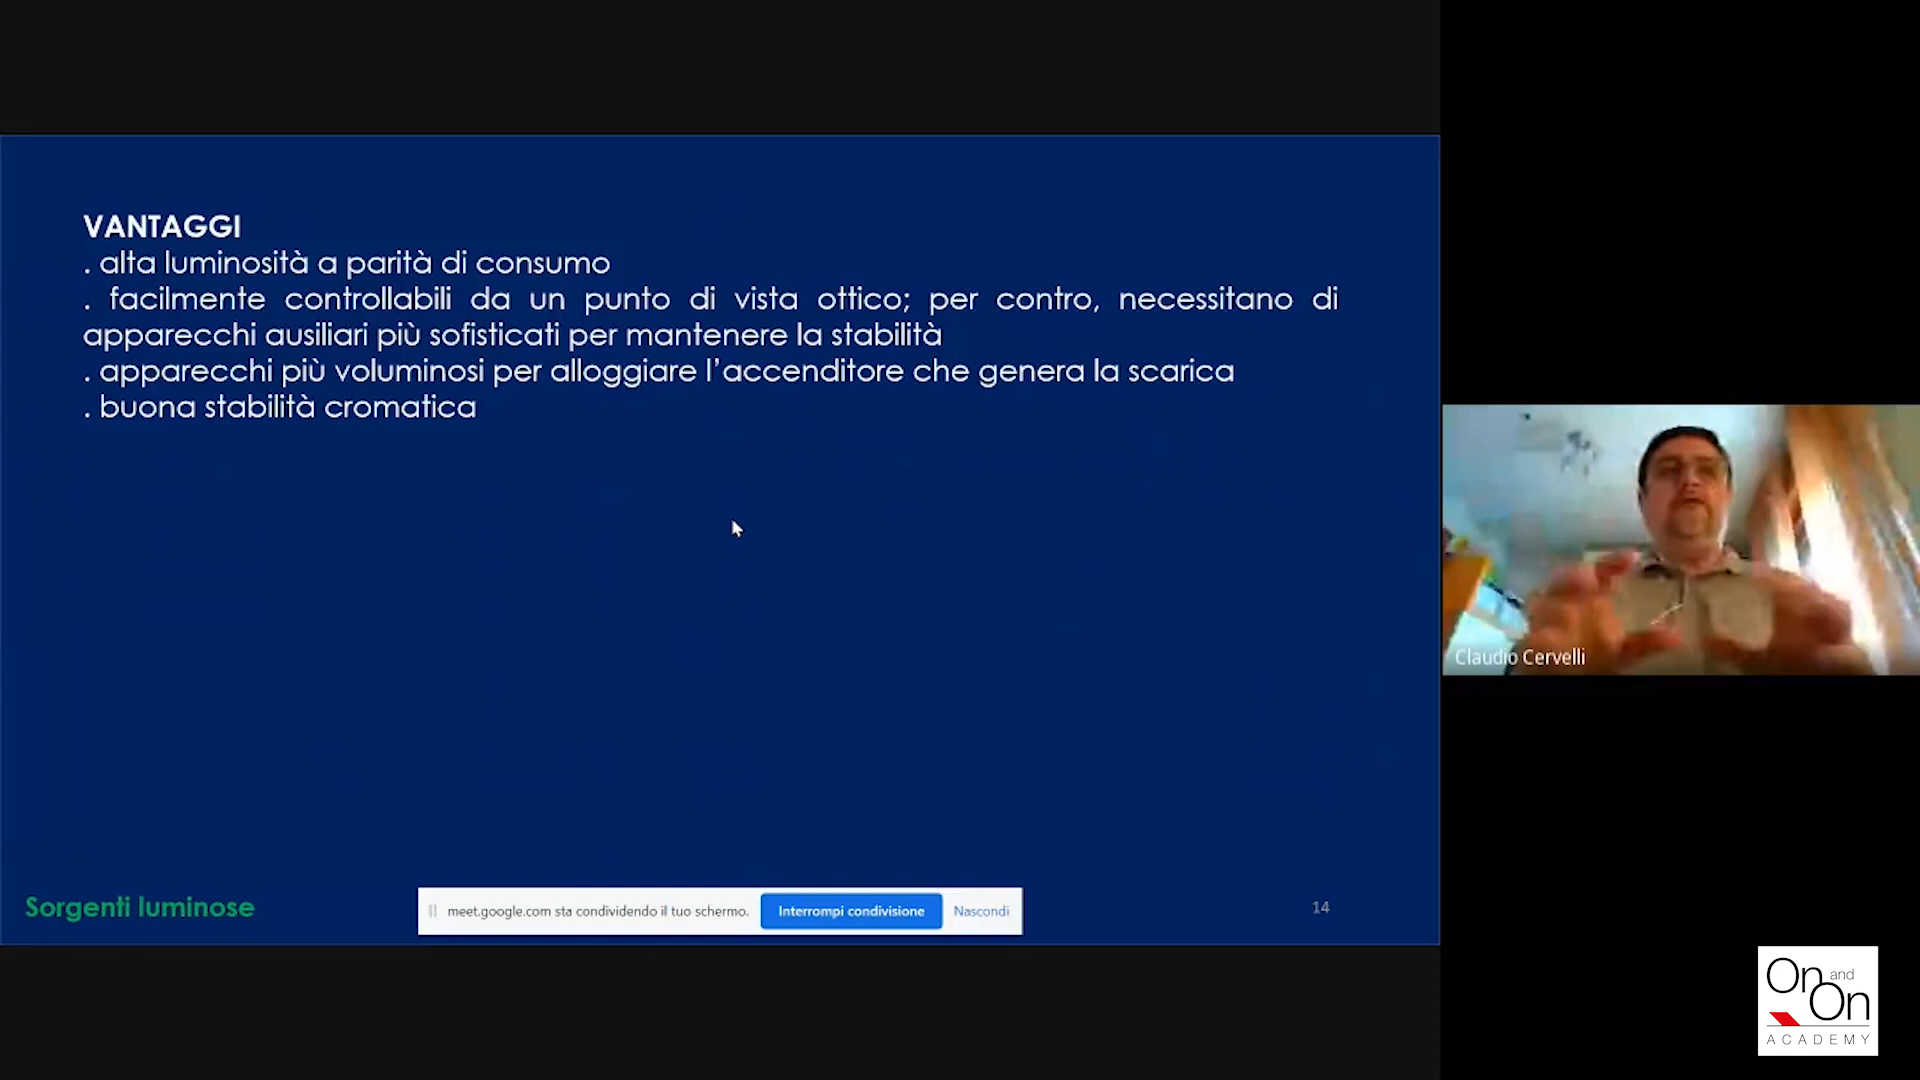 VANTAGGI
. alta luminosità a parità di consumo
. facilmente controllabili da un punto di vista ottico; per contro, necessitano di
apparecchi ausiliari più sofisticati per mantenere la stabilità
. apparecchi più voluminosi per alloggiare l’accenditore che genera la scarica
. buona stabilità cromatica
Claudio Cervelli
Sorgenti luminose
meet.google.com sta condividendo il tuo schermo.
Interrompi condivisione
Nascondi
14
On and
On
ACADEMY